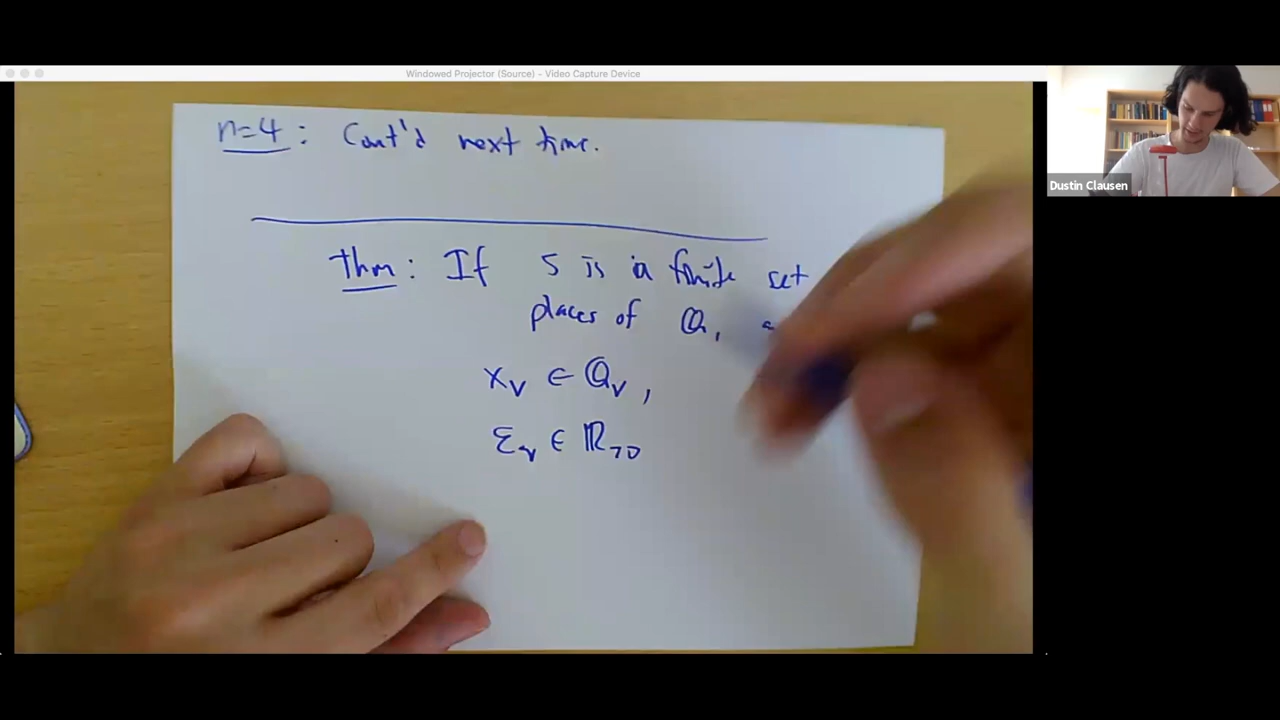 Windowed Projector (Source) - Video Capture Device
n=4: Cont'd next time.
Thm: If S is a finite set
places of ℚ,
x_v ∈ ℚ_v,
ε_v ∈ ℝ_>0
Dustin Clausen